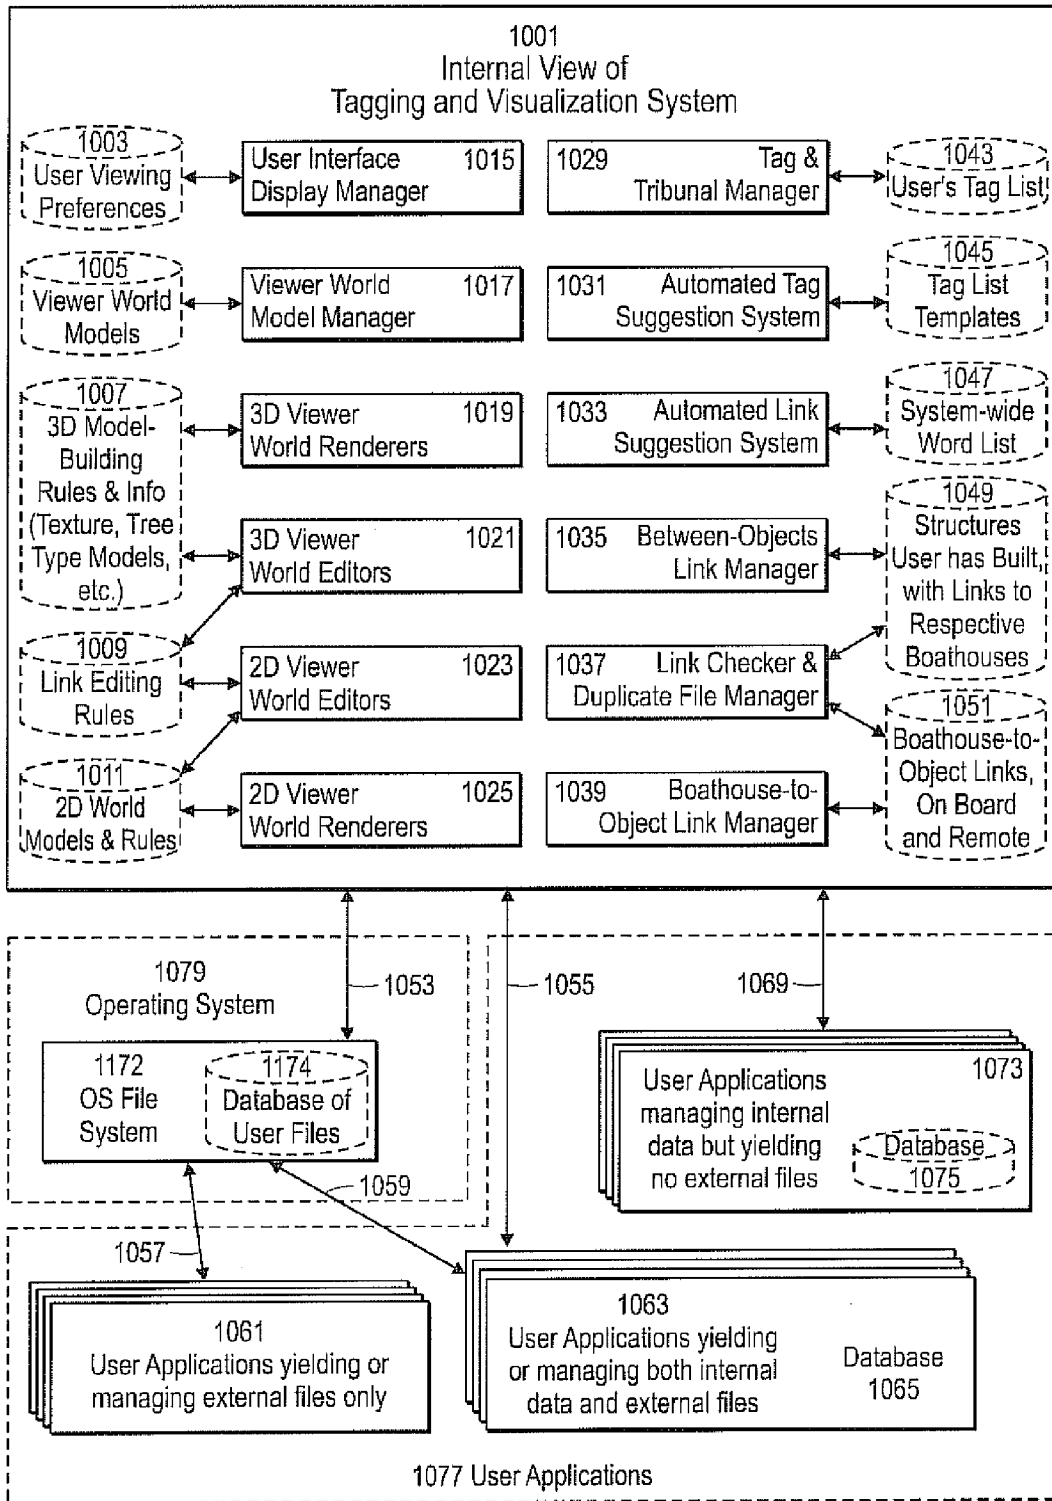 1001
Internal View of
Tagging and Visualization System
1003
User Viewing
Preferences
User Interface
Display Manager
1015
1029
Tag &
Tribunal Manager
1043
User's Tag List
1005
Viewer World
Models
Viewer World
Model Manager
1017
1031
Automated Tag
Suggestion System
1045
Tag List
Templates
1007
3D Model-
Building
Rules & Info
(Texture, Tree
Type Models,
etc.)
3D Viewer
World Renderers
1019
1033
Automated Link
Suggestion System
1047
System-wide
Word List
3D Viewer
World Editors
1021
1035
Between-Objects
Link Manager
1049
Structures
User has Built,
with Links to
Respective
Boathouses
1009
Link Editing
Rules
2D Viewer
World Editors
1023
1037
Link Checker &
Duplicate File Manager
1051
Boathouse-to-
Object Links,
On Board
and Remote
1011
2D World
Models & Rules
2D Viewer
World Renderers
1025
1039
Boathouse-to-
Object Link Manager
1079
Operating System
1053
1055
1069
1172
OS File
System
1174
Database of
User Files
1073
User Applications
managing internal
data but yielding
no external files
Database
1075
1059
1057
1061
User Applications yielding or
managing external files only
1063
User Applications yielding
or managing both internal
data and external files
Database
1065
1077 User Applications